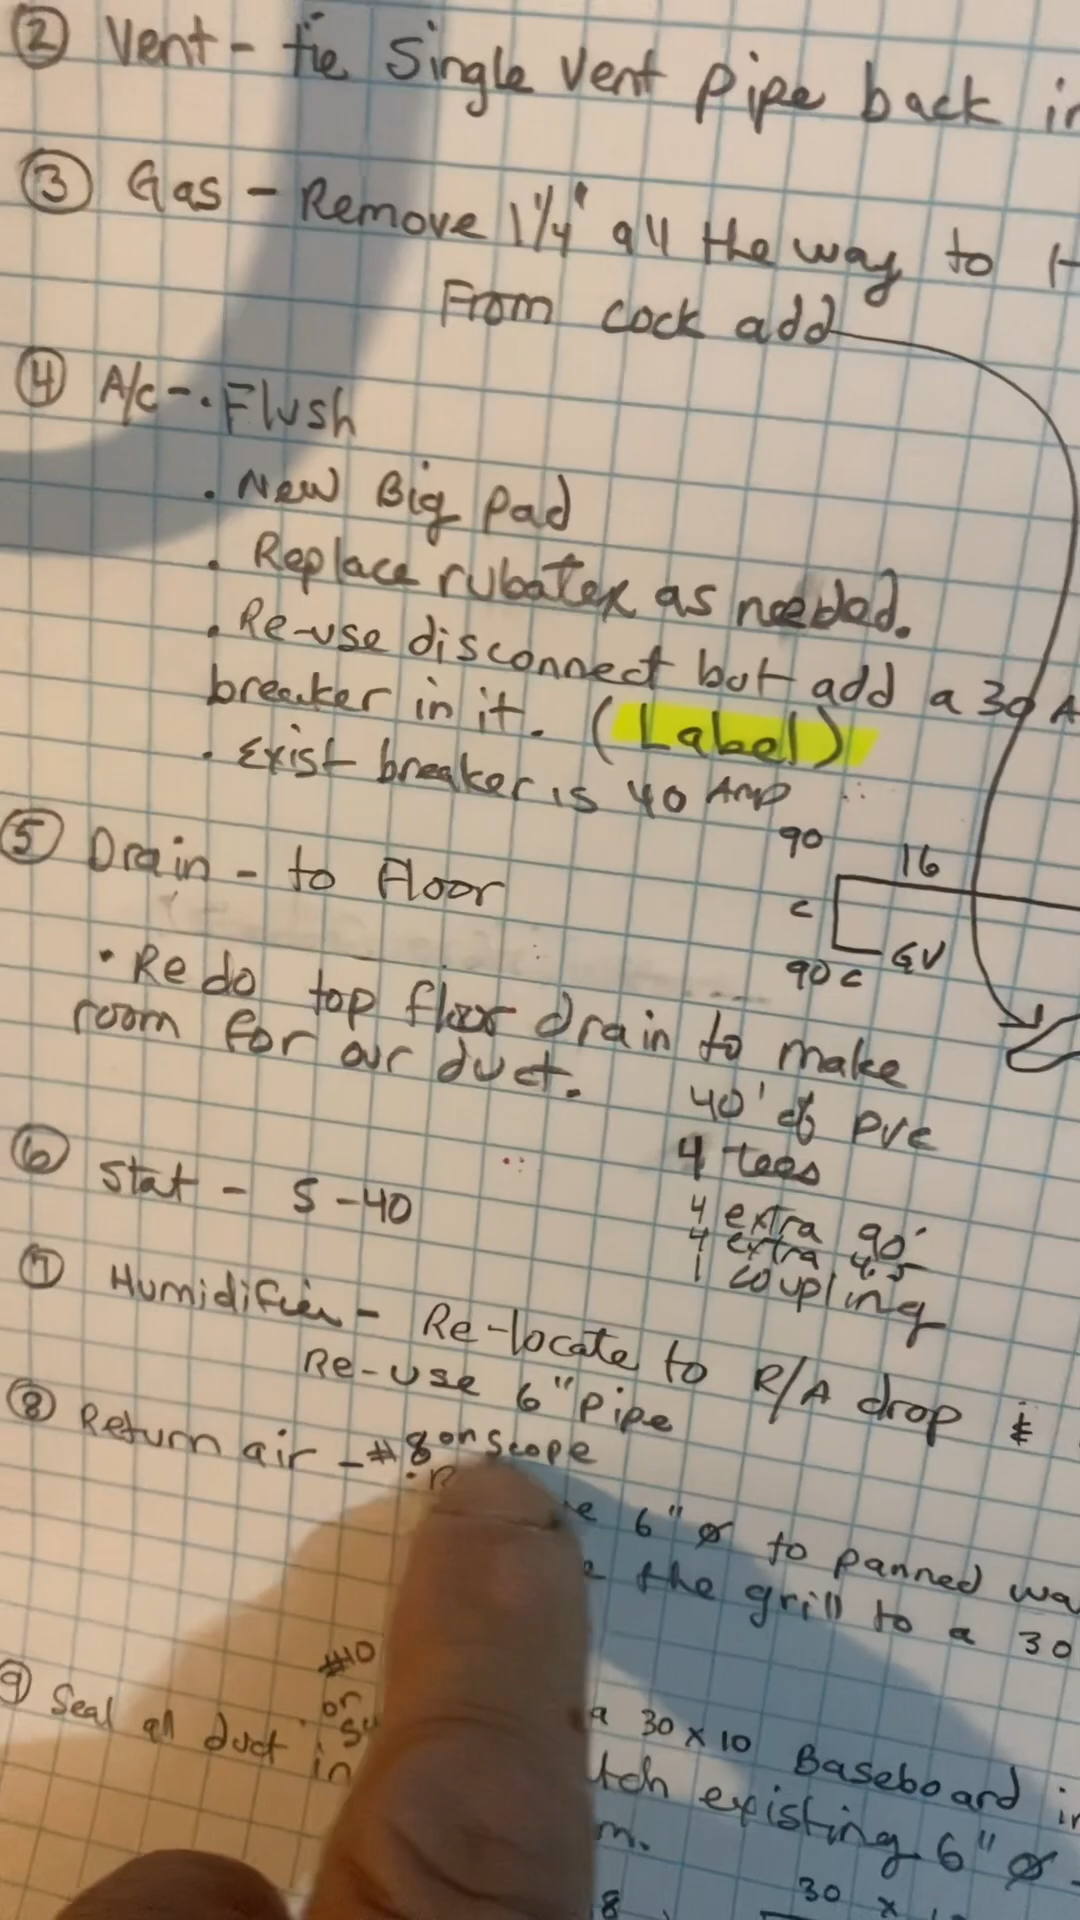 ② Vent - tie Single Vent pipe back
③ Gas - Remove 1 1/4" all the way to
From cock add
④ A/C - · Flush
· New Big Pad
· Replace rubatex as needed.
· Re-use disconnect but add a 30 A
breaker in it. (Label)
· Exist breaker is 40 Amp
90
16
C
GV
90 C
⑤ Drain - to Floor
· Re do top floor drain to make
room for our duct.
40' of PVC
4 tees
4 extra 90
4 extra 45
1 coupling
⑥ Stat - S-40
⑦ Humidifier - Re-locate to R/A drop &
Re-use 6" pipe
⑧ Return air - #8 on scope
6" ø to panned
the grill to a 30
#10
on
⑨ Seal all duct in
a 30 x 10 Baseboard
existing 6" ø
8
30 x